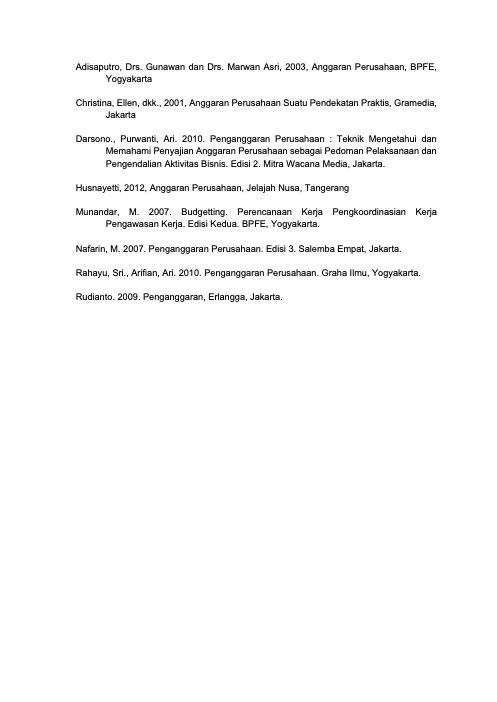 Adisaputro, Drs. Gunawan dan Drs. Marwan Asri, 2003, Anggaran Perusahaan, BPFE,
Yogyakarta
Christina, Ellen, dkk., 2001, Anggaran Perusahaan Suatu Pendekatan Praktis, Gramedia,
Jakarta
Darsono., Purwanti, Ari. 2010. Penganggaran Perusahaan : Teknik Mengetahui dan
Memahami Penyajian Anggaran Perusahaan sebagai Pedoman Pelaksanaan dan
Pengendalian Aktivitas Bisnis. Edisi 2. Mitra Wacana Media, Jakarta.
Husnayetti, 2012, Anggaran Perusahaan, Jelajah Nusa, Tangerang
Munandar, M. 2007. Budgetting. Perencanaan Kerja Pengkoordinasian Kerja
Pengawasan Kerja. Edisi Kedua. BPFE, Yogyakarta.
Nafarin, M. 2007. Penganggaran Perusahaan. Edisi 3. Salemba Empat, Jakarta.
Rahayu, Sri., Arifian, Ari. 2010. Penganggaran Perusahaan. Graha Ilmu, Yogyakarta.
Rudianto. 2009. Penganggaran, Erlangga, Jakarta.